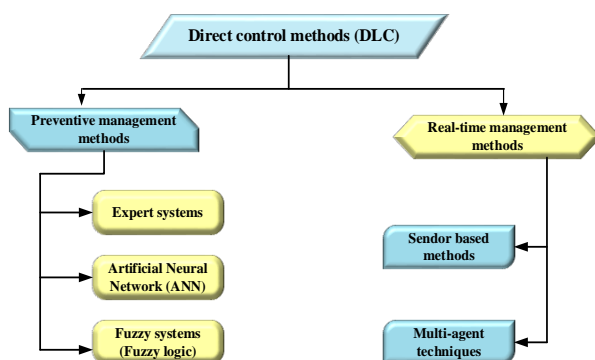 Direct control methods (DLC)
Preventive management
methods
Real-time management
methods
Expert systems
Artificial Neural
Network (ANN)
Fuzzy systems
(Fuzzy logic)
Sendor based
methods
Multi-agent
techniques